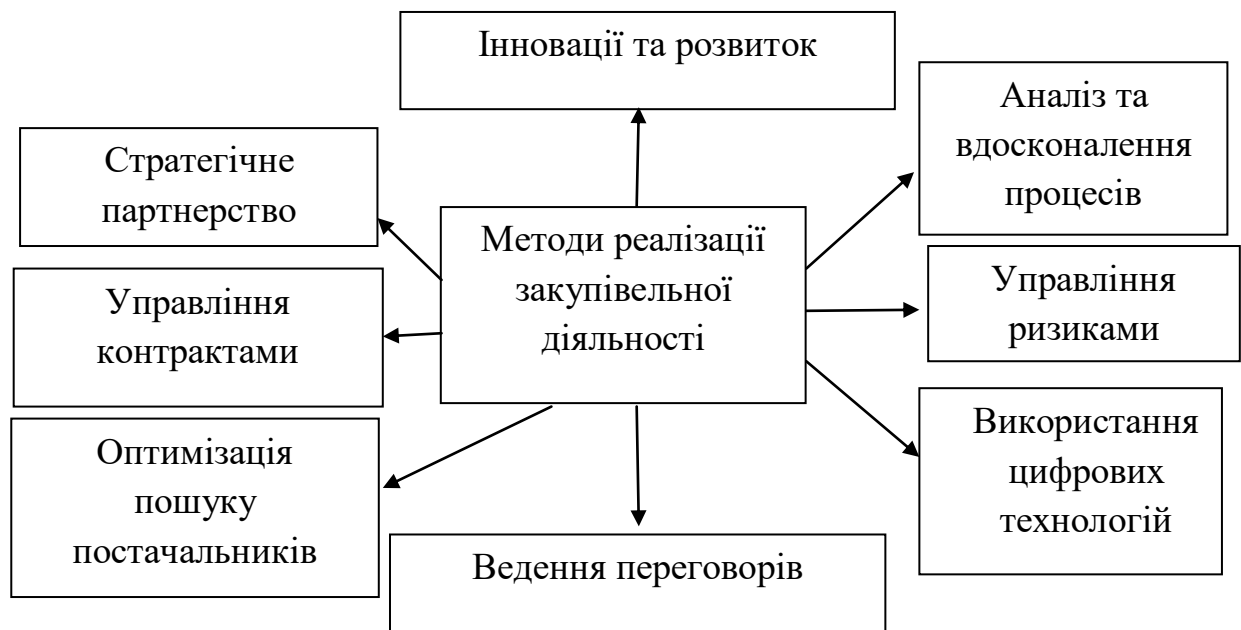 Інновації та розвиток
Аналіз та
вдосконалення
процесів
Стратегічне
партнерство
Методи реалізації
закупівельної
діяльності
Управління
ризиками
Управління
контрактами
Використання
цифрових
технологій
Оптимізація
пошуку
постачальників
Ведення переговорів